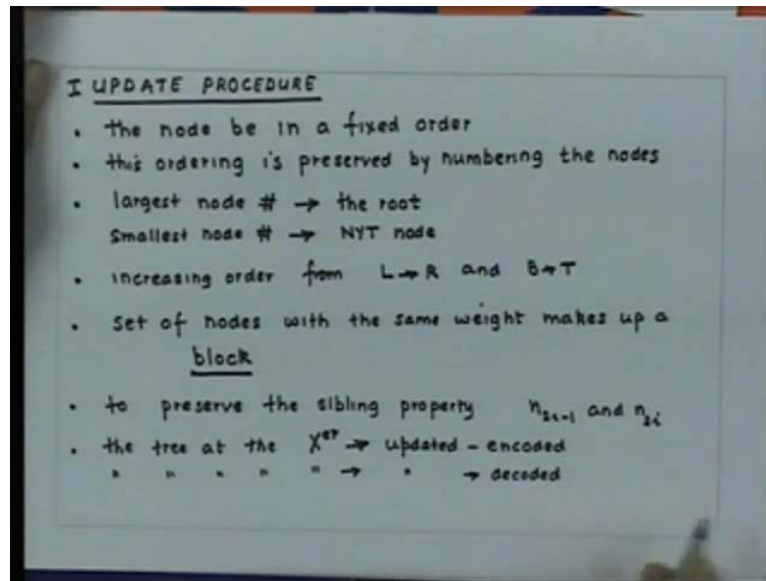 I UPDATE PROCEDURE
• the node be in a fixed order
• this ordering is preserved by numbering the nodes
• largest node # → the root
Smallest node # → NYT node
• increasing order from L→R and B→T
• set of nodes with the same weight makes up a
block
• to preserve the sibling property n₂ᵢ₋₁ and n₂ᵢ
• the tree at the Xᵉʳ → updated - encoded
" " " " " → " → decoded